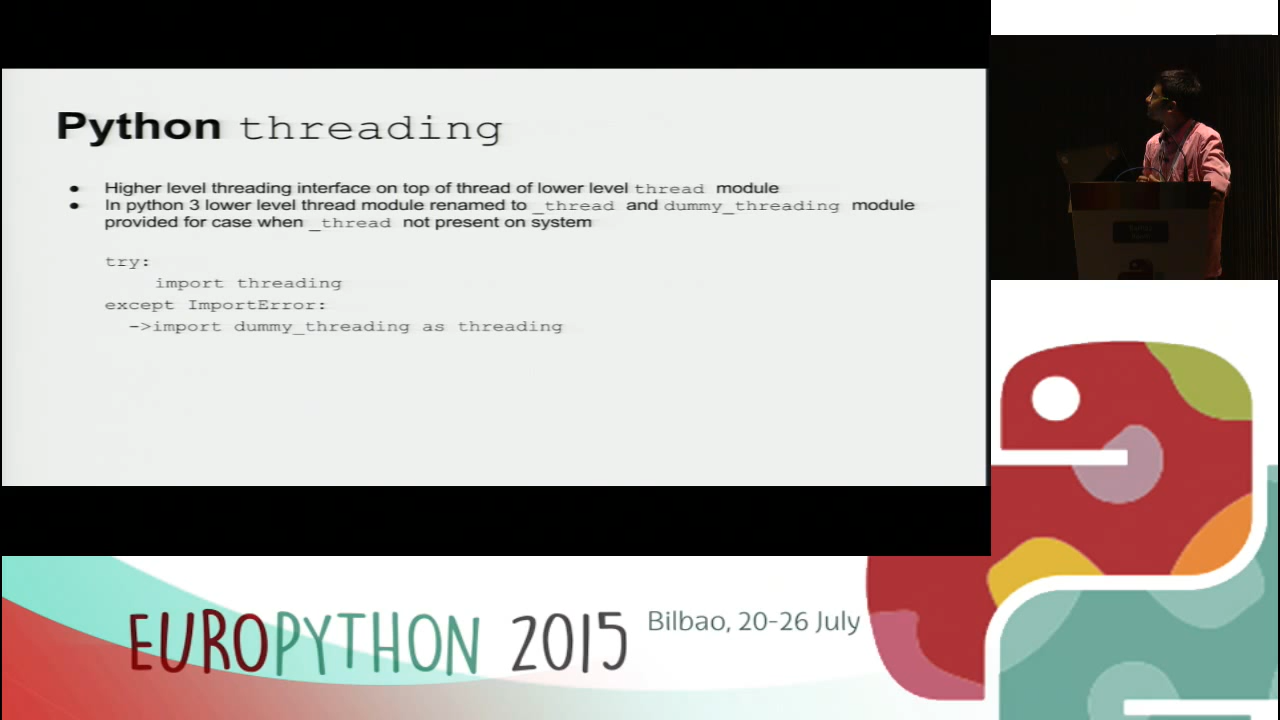 Python threading
● Higher level threading interface on top of thread of lower level thread module
● In python 3 lower level thread module renamed to _thread and dummy_threading module
provided for case when _thread not present on system
try:
import threading
except ImportError:
->import dummy_threading as threading
EUROPYTHON 2015
Bilbao, 20-26 July